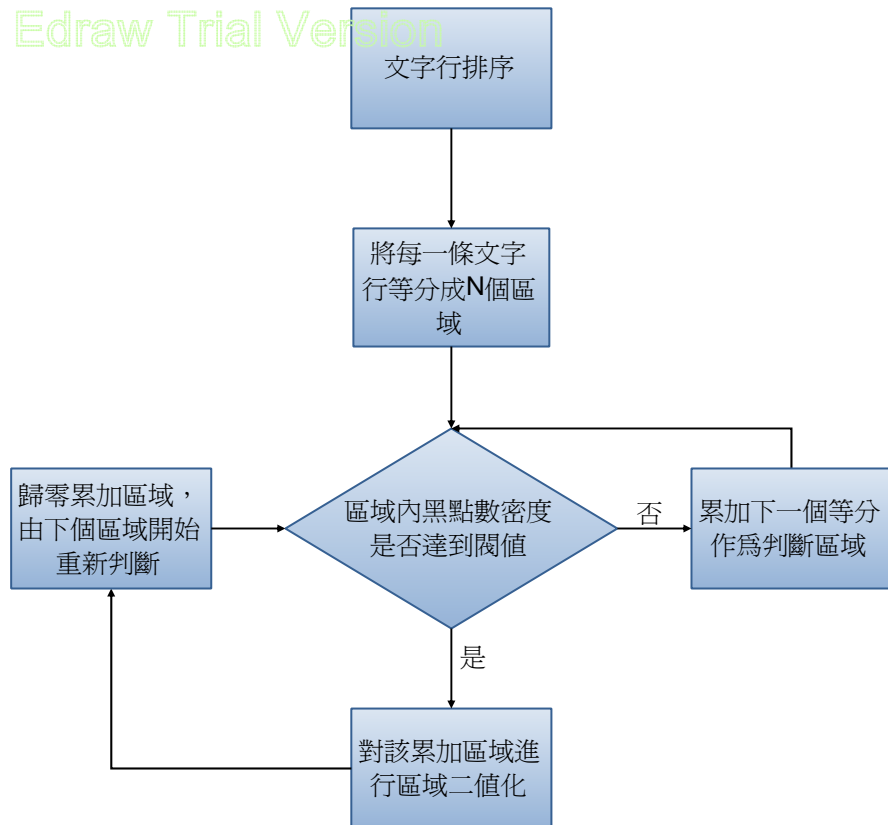 Edraw Trial Version
文字行排序
將每一條文字
行等分成N個區
域
區域內黑點數密度
是否達到閥值
否
累加下一個等分
作爲判斷區域
歸零累加區域，
由下個區域開始
重新判斷
是
對該累加區域進
行區域二值化